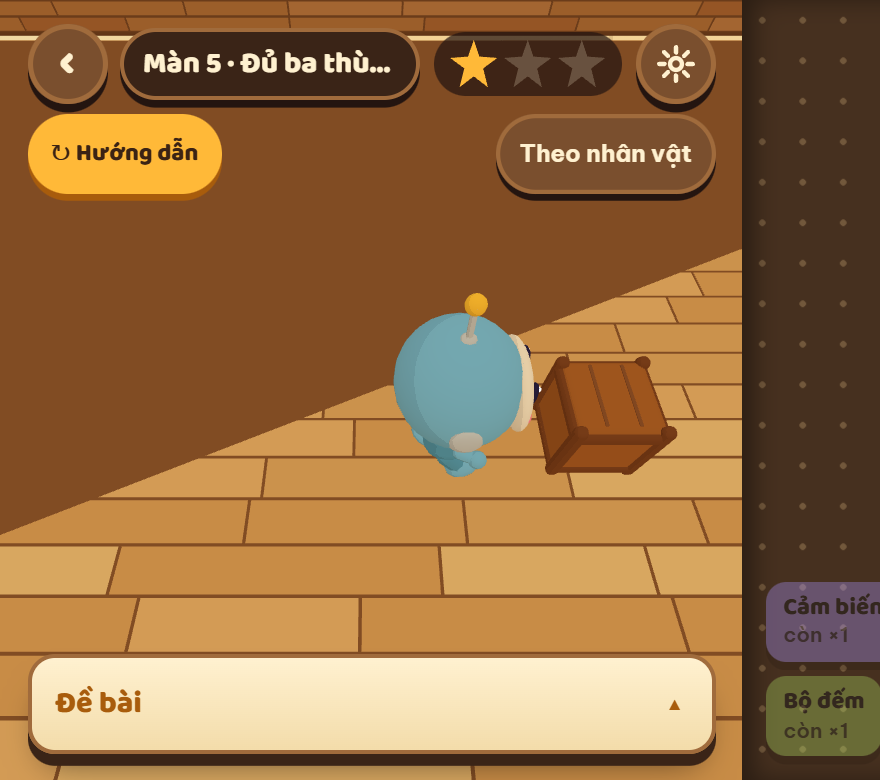 Màn 5 · Đủ ba thù...
↻ Hướng dẫn
Theo nhân vật
Cảm biến
còn ×1
Bộ đếm
còn ×1
Đề bài